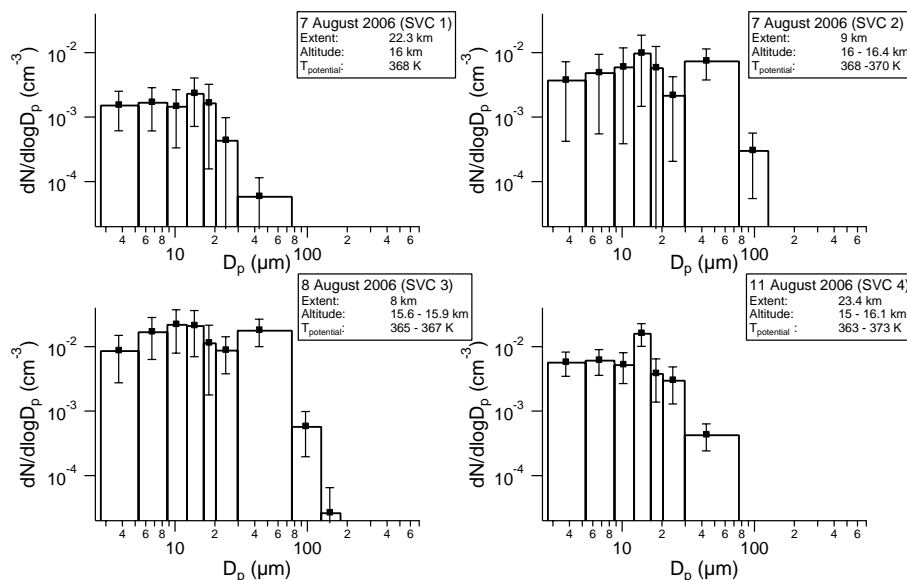 7 August 2006 (SVC 1)
Extent: 22.3 km
Altitude: 16 km
T_potential: 368 K
dN/dlogD_p (cm^-3)
10^-2
10^-3
10^-4
4 6 8 2 4 6 8 2 4 6
10 100
D_p (µm)
7 August 2006 (SVC 2)
Extent: 9 km
Altitude: 16 - 16.4 km
T_potential: 368 -370 K
dN/dlogD_p (cm^-3)
10^-2
10^-3
10^-4
4 6 8 2 4 6 8 2 4 6
10 100
D_p (µm)
8 August 2006 (SVC 3)
Extent: 8 km
Altitude: 15.6 - 15.9 km
T_potential: 365 - 367 K
dN/dlogD_p (cm^-3)
10^-2
10^-3
10^-4
4 6 8 2 4 6 8 2 4 6
10 100
D_p (µm)
11 August 2006 (SVC 4)
Extent: 23.4 km
Altitude: 15 - 16.1 km
T_potential : 363 - 373 K
dN/dlogD_p (cm^-3)
10^-2
10^-3
10^-4
4 6 8 2 4 6 8 2 4 6
10 100
D_p (µm)